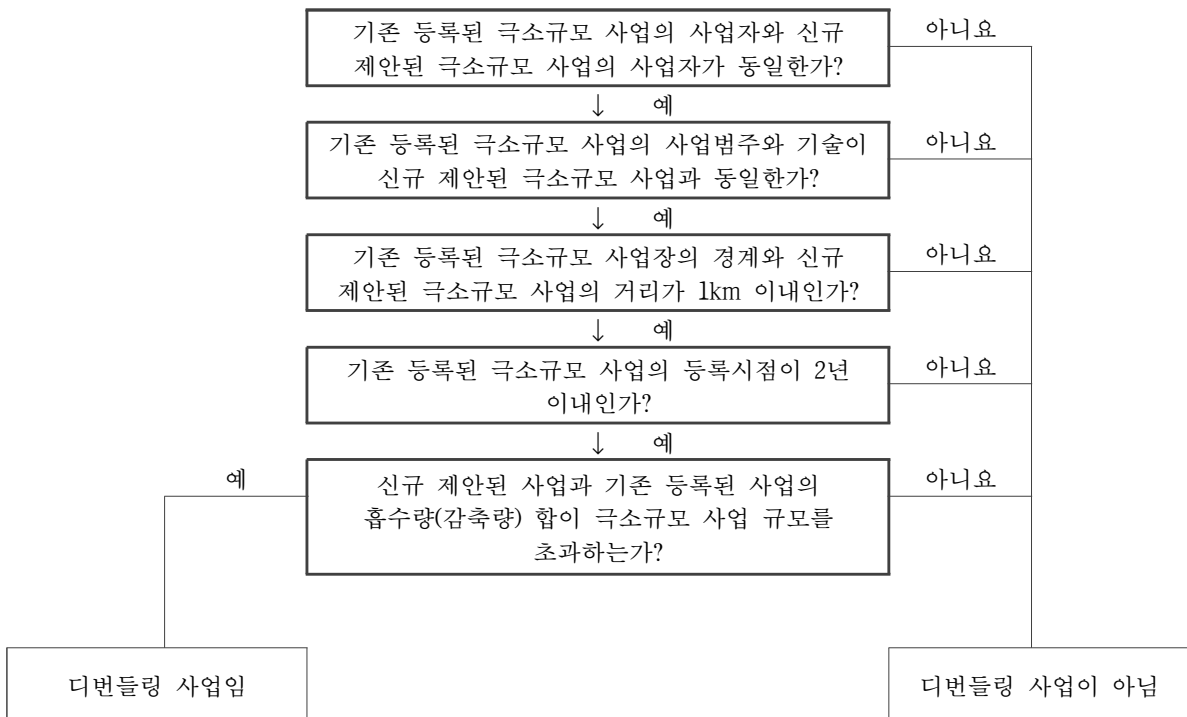 기존 등록된 극소규모 사업의 사업자와 신규
제안된 극소규모 사업의 사업자가 동일한가?
아니요
↓ 예
기존 등록된 극소규모 사업의 사업범주와 기술이
신규 제안된 극소규모 사업과 동일한가?
아니요
↓ 예
기존 등록된 극소규모 사업장의 경계와 신규
제안된 극소규모 사업의 거리가 1km 이내인가?
아니요
↓ 예
기존 등록된 극소규모 사업의 등록시점이 2년
이내인가?
아니요
↓ 예
예
신규 제안된 사업과 기존 등록된 사업의
흡수량(감축량) 합이 극소규모 사업 규모를
초과하는가?
아니요
디번들링 사업임
디번들링 사업이 아님